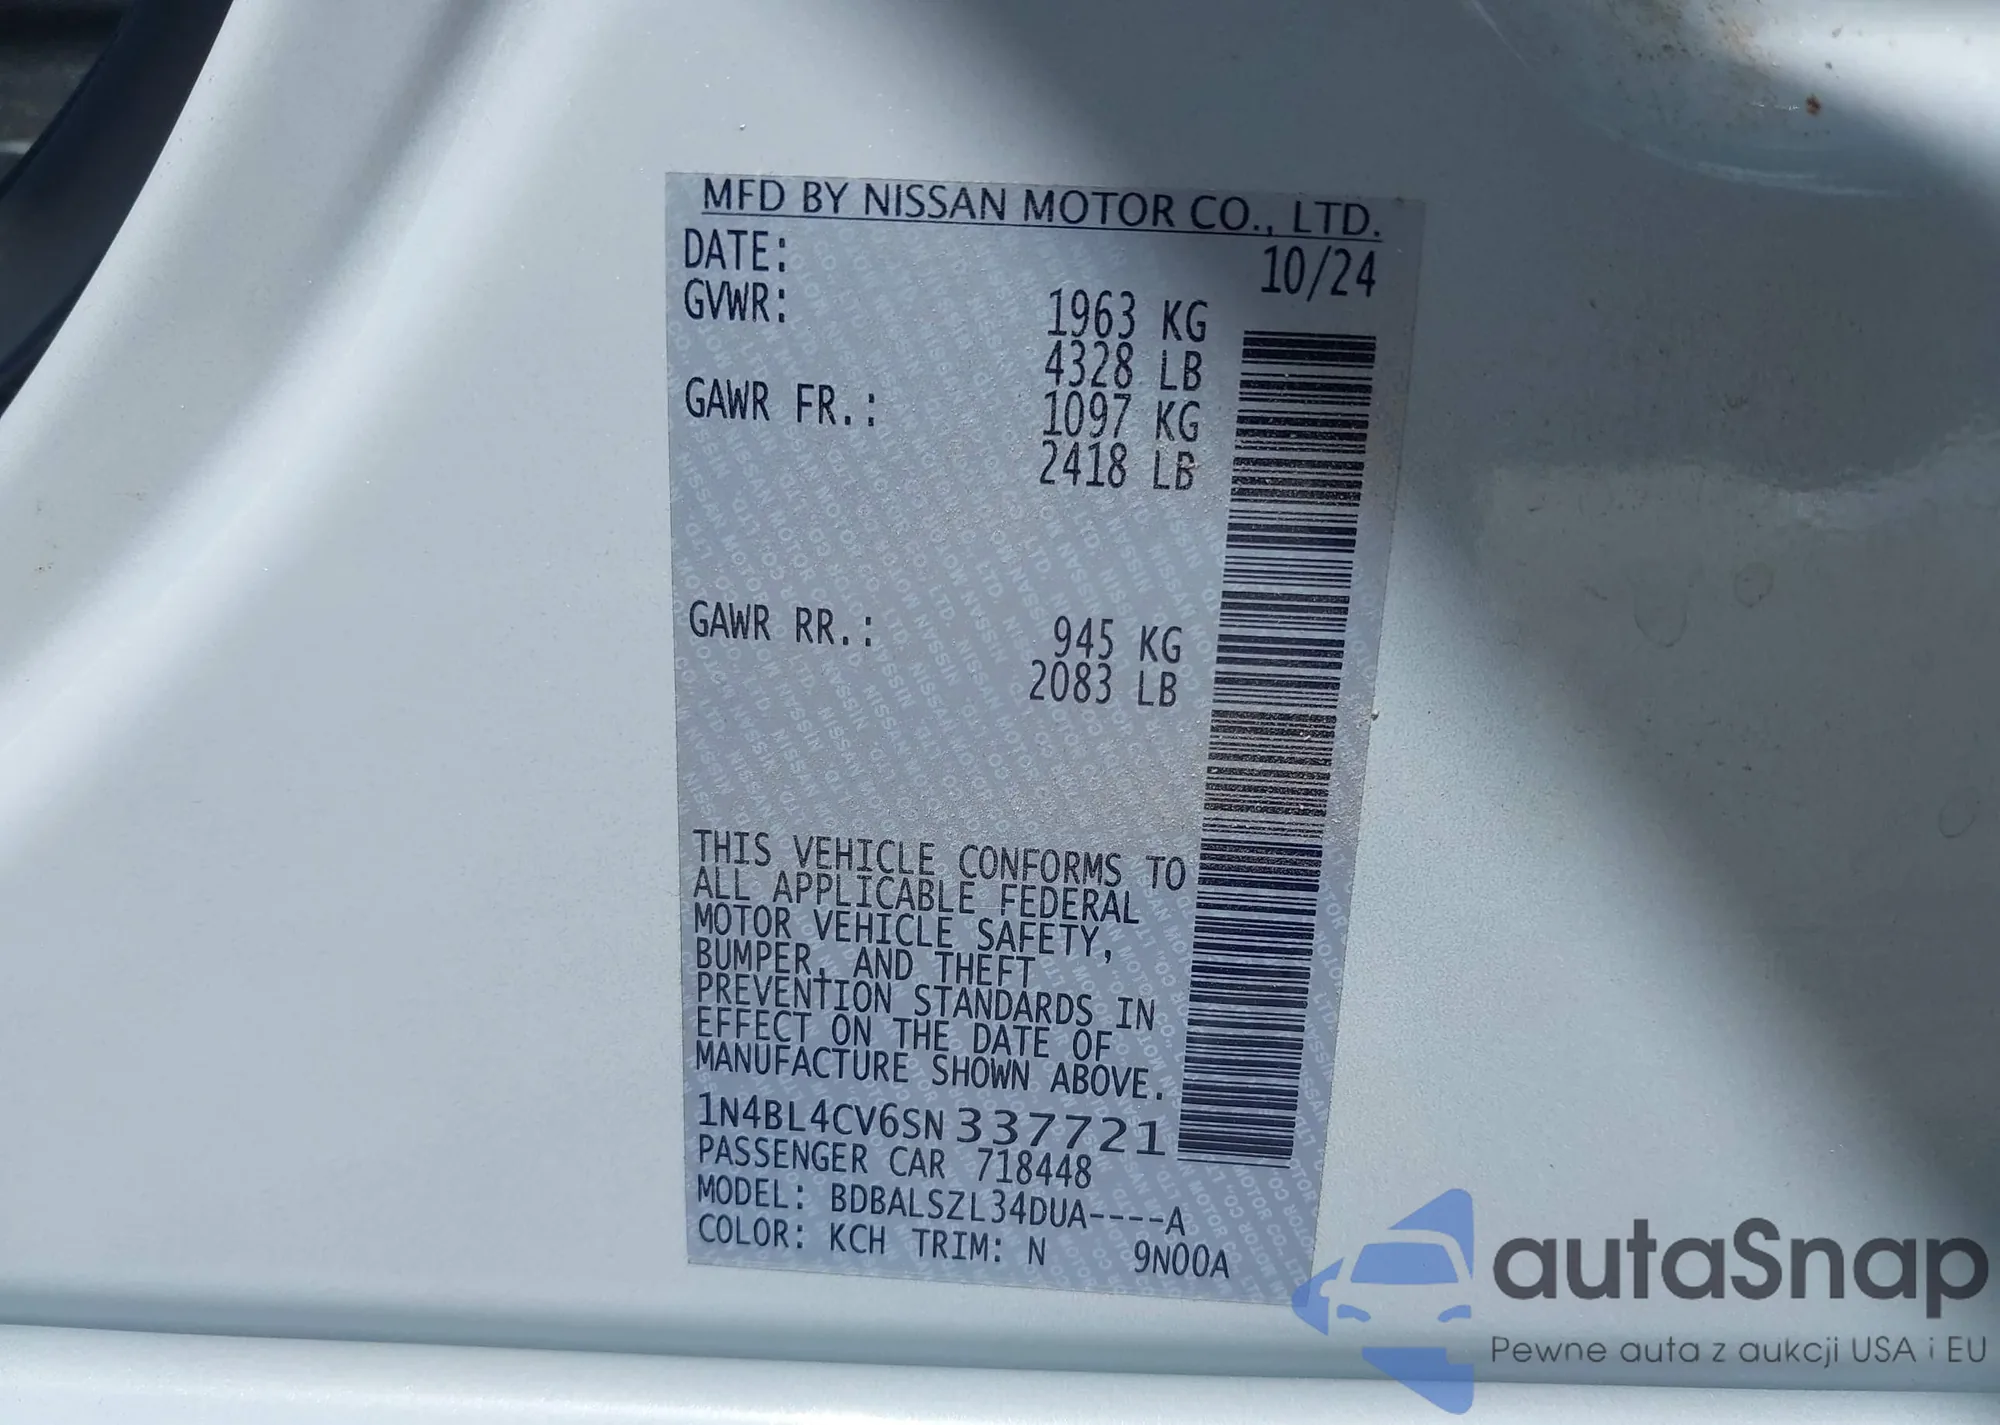 MFD BY NISSAN MOTOR CO., LTD.
DATE: 10/24
GVWR: 1963 KG
4328 LB
GAWR FR.: 1097 KG
2418 LB
GAWR RR.: 945 KG
2083 LB
THIS VEHICLE CONFORMS TO
ALL APPLICABLE FEDERAL
MOTOR VEHICLE SAFETY,
BUMPER, AND THEFT
PREVENTION STANDARDS IN
EFFECT ON THE DATE OF
MANUFACTURE SHOWN ABOVE.
1N4BL4CV6SN337721
PASSENGER CAR 718448
MODEL: BDBALSZL34DUA----A
COLOR: KCH TRIM: N 9N00A
autaSnap
Pewne auta z aukcji USA i EU